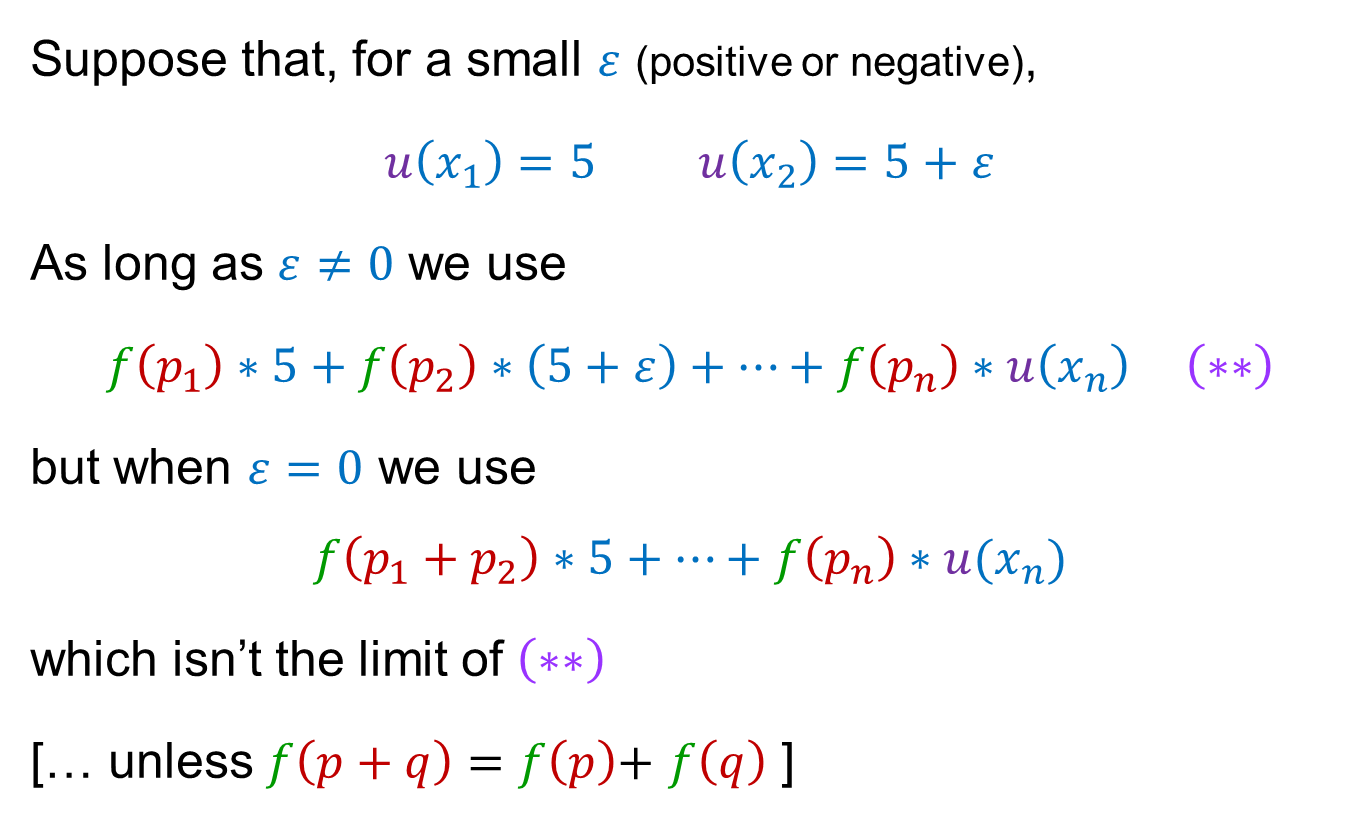 Suppose that, for a small ε (positive or negative),
u(x₁) = 5 u(x₂) = 5 + ε
As long as ε ≠ 0 we use
f(p₁) ∗ 5 + f(p₂) ∗ (5 + ε) + ⋯ + f(pₙ) ∗ u(xₙ) (∗∗)
but when ε = 0 we use
f(p₁ + p₂) ∗ 5 + ⋯ + f(pₙ) ∗ u(xₙ)
which isn’t the limit of (∗∗)
[… unless f(p + q) = f(p)+ f(q) ]